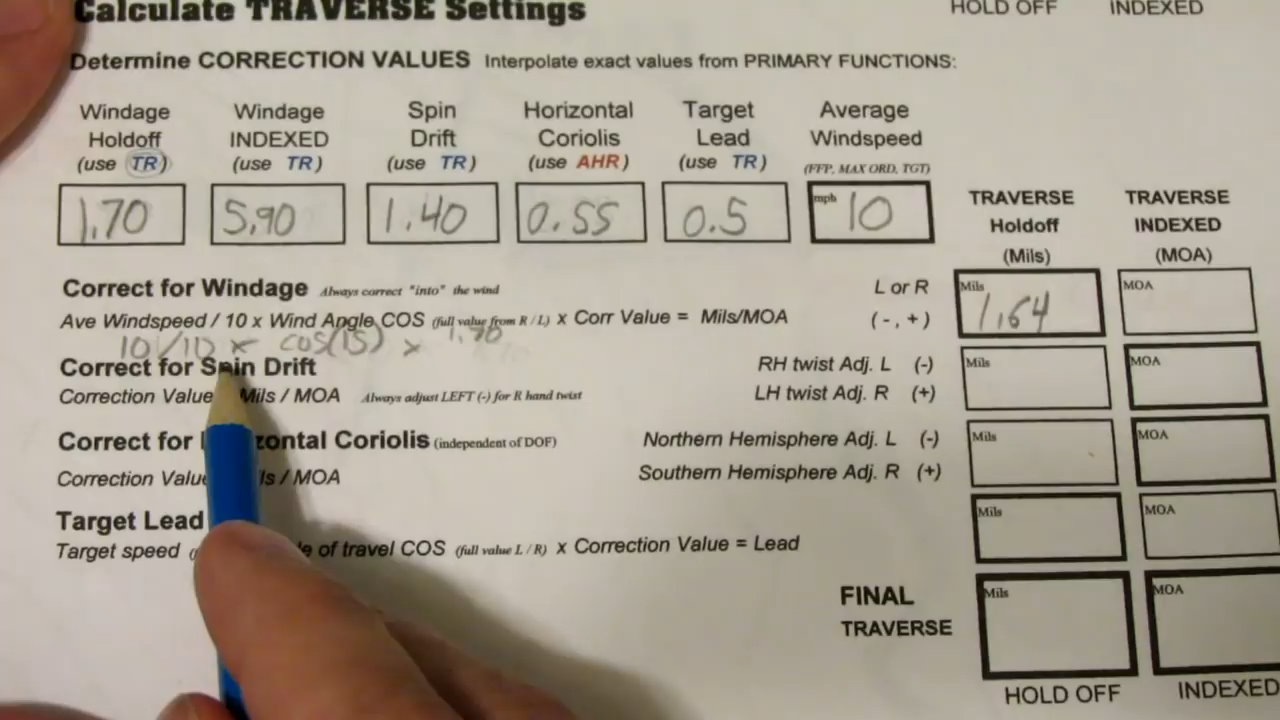 Calculate TRAVERSE Settings
HOLD OFF INDEXED
Determine CORRECTION VALUES Interpolate exact values from PRIMARY FUNCTIONS:
Windage Holdoff (use TR)
Windage INDEXED (use TR)
Spin Drift (use TR)
Horizontal Coriolis (use AHR)
Target Lead (use TR)
Average Windspeed (FFP, MAX ORD, TGT)
1.70 5.90 1.40 0.55 0.5 mph 10
TRAVERSE Holdoff (Mils)
TRAVERSE INDEXED (MOA)
Correct for Windage Always correct "into" the wind L or R Mils 1.64 MOA
Ave Windspeed / 10 x Wind Angle COS (full value from R / L) x Corr Value = Mils/MOA (-, +)
10/10 x cos(15) x 1.70
Correct for Spin Drift RH twist Adj. L (-) Mils MOA
Correction Value Mils / MOA Always adjust LEFT (-) for R hand twist LH twist Adj. R (+)
Correct for zontal Coriolis (independent of DOF) Northern Hemisphere Adj. L (-) Mils MOA
Correction Valu ls / MOA Southern Hemisphere Adj. R (+)
Target Lead Mils MOA
Target speed le of travel COS (full value L / R) x Correction Value = Lead
FINAL TRAVERSE Mils MOA
HOLD OFF INDEXED